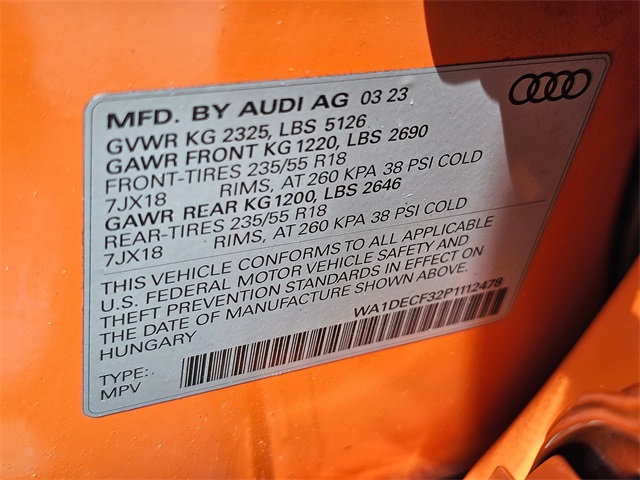 MFD. BY AUDI AG 03 23
GVWR KG 2325, LBS 5126
GAWR FRONT KG 1220, LBS 2690
FRONT-TIRES 235/55 R18
7JX18 RIMS, AT 260 KPA 38 PSI COLD
GAWR REAR KG 1200, LBS 2646
REAR-TIRES 235/55 R18
7JX18 RIMS, AT 260 KPA 38 PSI COLD
THIS VEHICLE CONFORMS TO ALL APPLICABLE
U.S. FEDERAL MOTOR VEHICLE SAFETY AND
THEFT PREVENTION STANDARDS IN EFFECT ON
THE DATE OF MANUFACTURE SHOWN ABOVE.
HUNGARY WA1DECF32P1112478
TYPE:
MPV